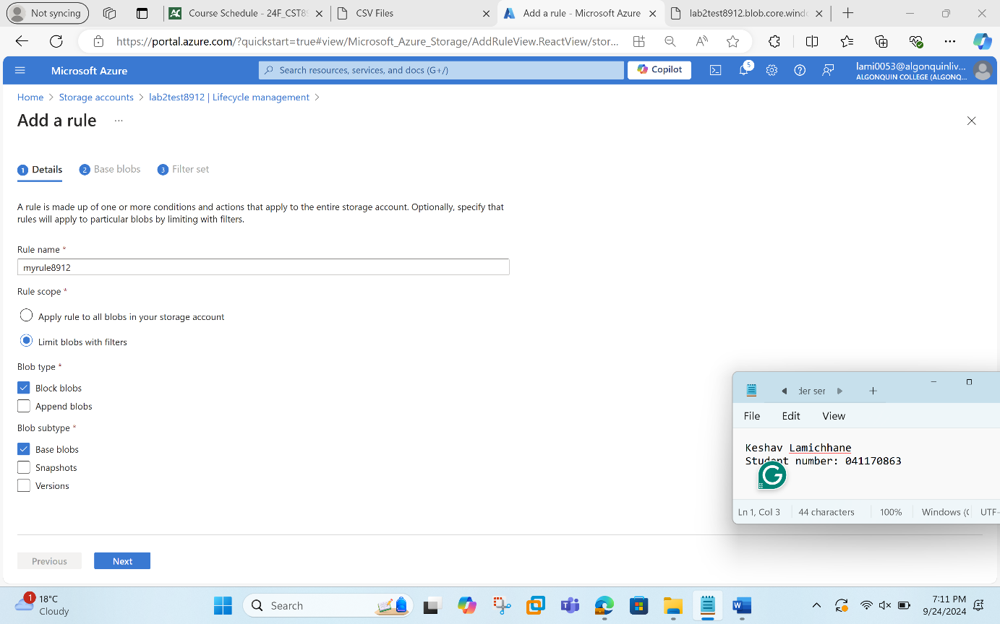 Not syncing
Course Schedule - 24F_CST89
CSV Files
Add a rule - Microsoft Azure
lab2test8912.blob.core.windo
https://portal.azure.com/?quickstart=true#view/Microsoft_Azure_Storage/AddRuleView.ReactView/stor...
Microsoft Azure
Search resources, services, and docs (G+/)
Copilot
5
lami0053@algonquinliv...
ALGONQUIN COLLEGE (ALGONQ...
Home > Storage accounts > lab2test8912 | Lifecycle management >
Add a rule ...
1 Details
2 Base blobs
3 Filter set
A rule is made up of one or more conditions and actions that apply to the entire storage account. Optionally, specify that
rules will apply to particular blobs by limiting with filters.
Rule name *
myrule8912
Rule scope *
Apply rule to all blobs in your storage account
Limit blobs with filters
Blob type *
Block blobs
Append blobs
Blob subtype *
Base blobs
Snapshots
Versions
Previous
Next
der ser
File Edit View
Keshav Lamichhane
Student number: 041170863
Ln 1, Col 3
44 characters
100%
Windows (C
UTF-
1
18°C
Cloudy
Search
7:11 PM
9/24/2024